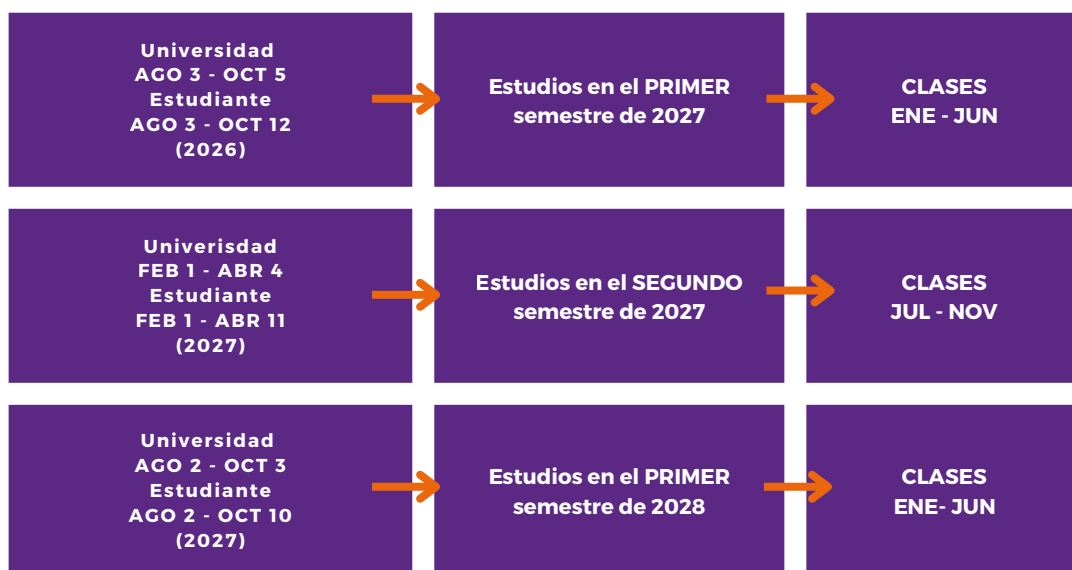 Universidad
AGO 3 - OCT 5
Estudiante
AGO 3 - OCT 12
(2026)
Estudios en el PRIMER
semestre de 2027
CLASES
ENE - JUN
Univerisdad
FEB 1 - ABR 4
Estudiante
FEB 1 - ABR 11
(2027)
Estudios en el SEGUNDO
semestre de 2027
CLASES
JUL - NOV
Universidad
AGO 2 - OCT 3
Estudiante
AGO 2 - OCT 10
(2027)
Estudios en el PRIMER
semestre de 2028
CLASES
ENE- JUN